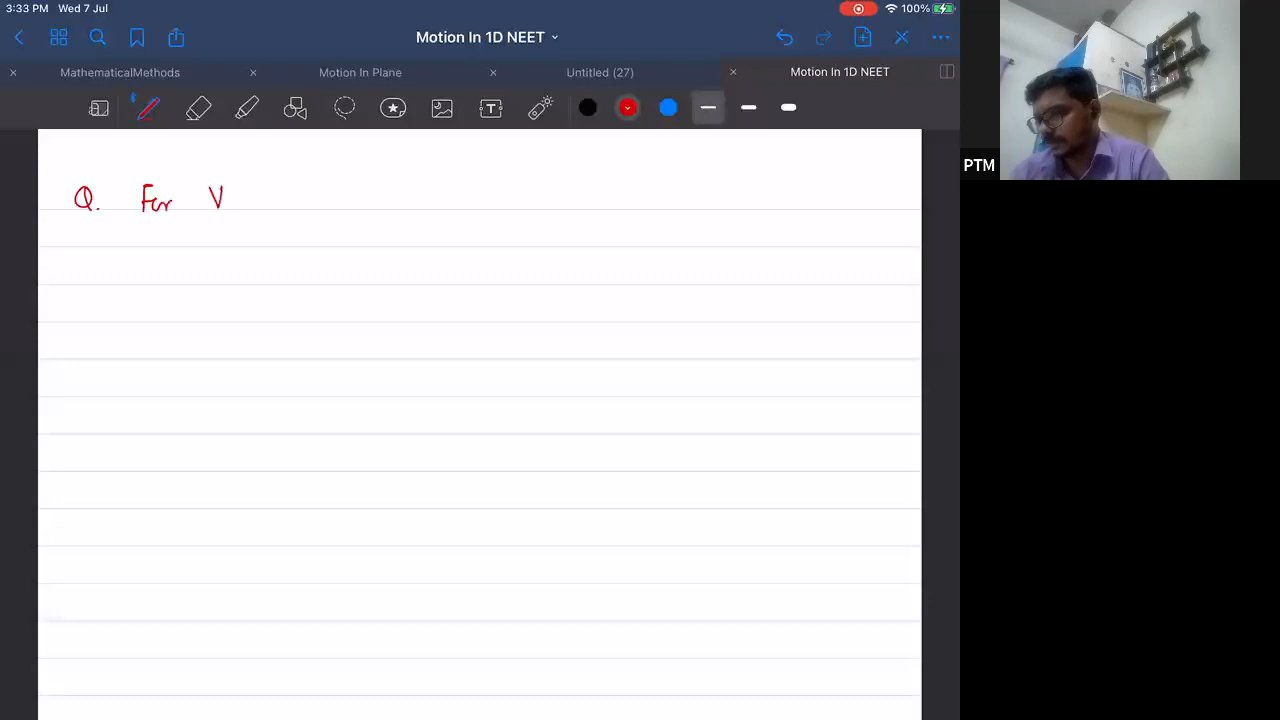 3:33 PM Wed 7 Jul
100%
Motion In 1D NEET
MathematicalMethods
Motion In Plane
Untitled (27)
Motion In 1D NEET
T
Q. For V
PTM